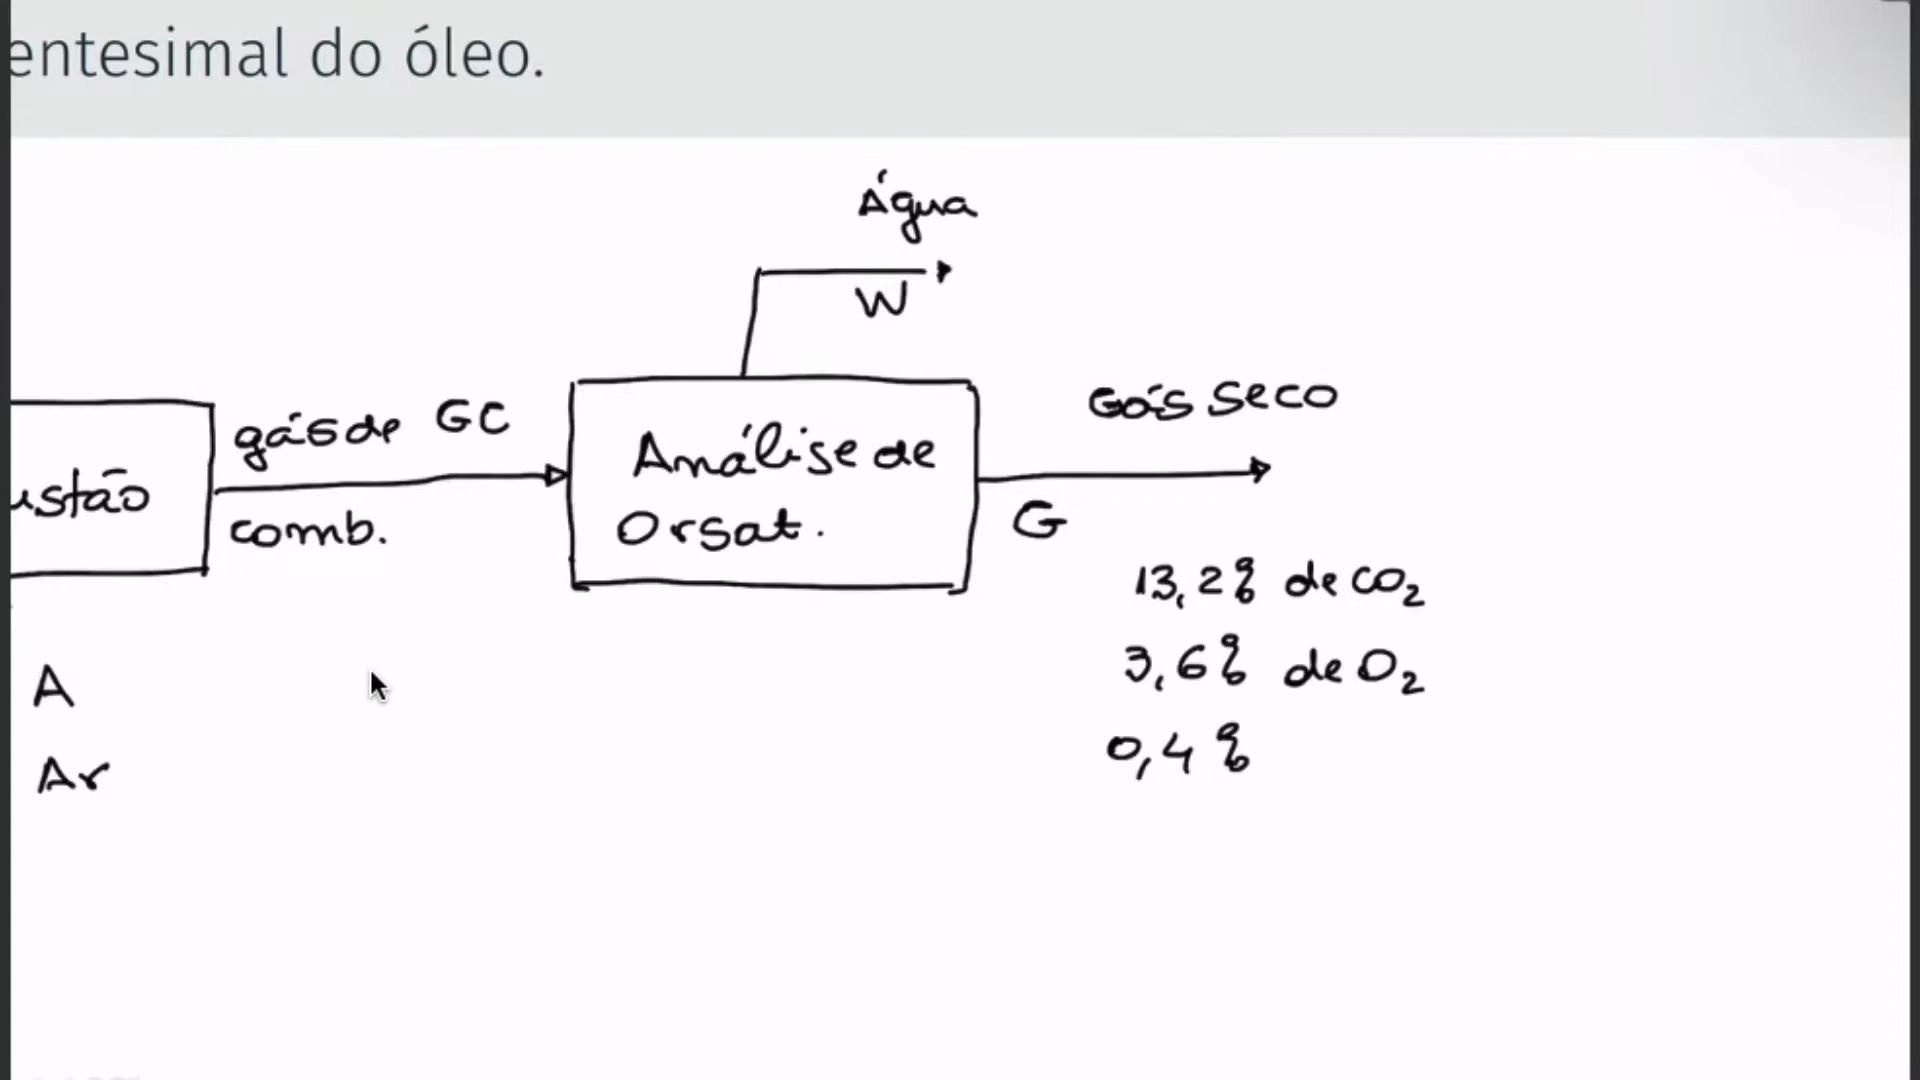 entesimal do óleo.
Água
W
gás de GC
comb.
ustão
Análise de
Orsat.
Gás seco
G
13,2% de CO2
3,6% de O2
0,4%
A
Ar